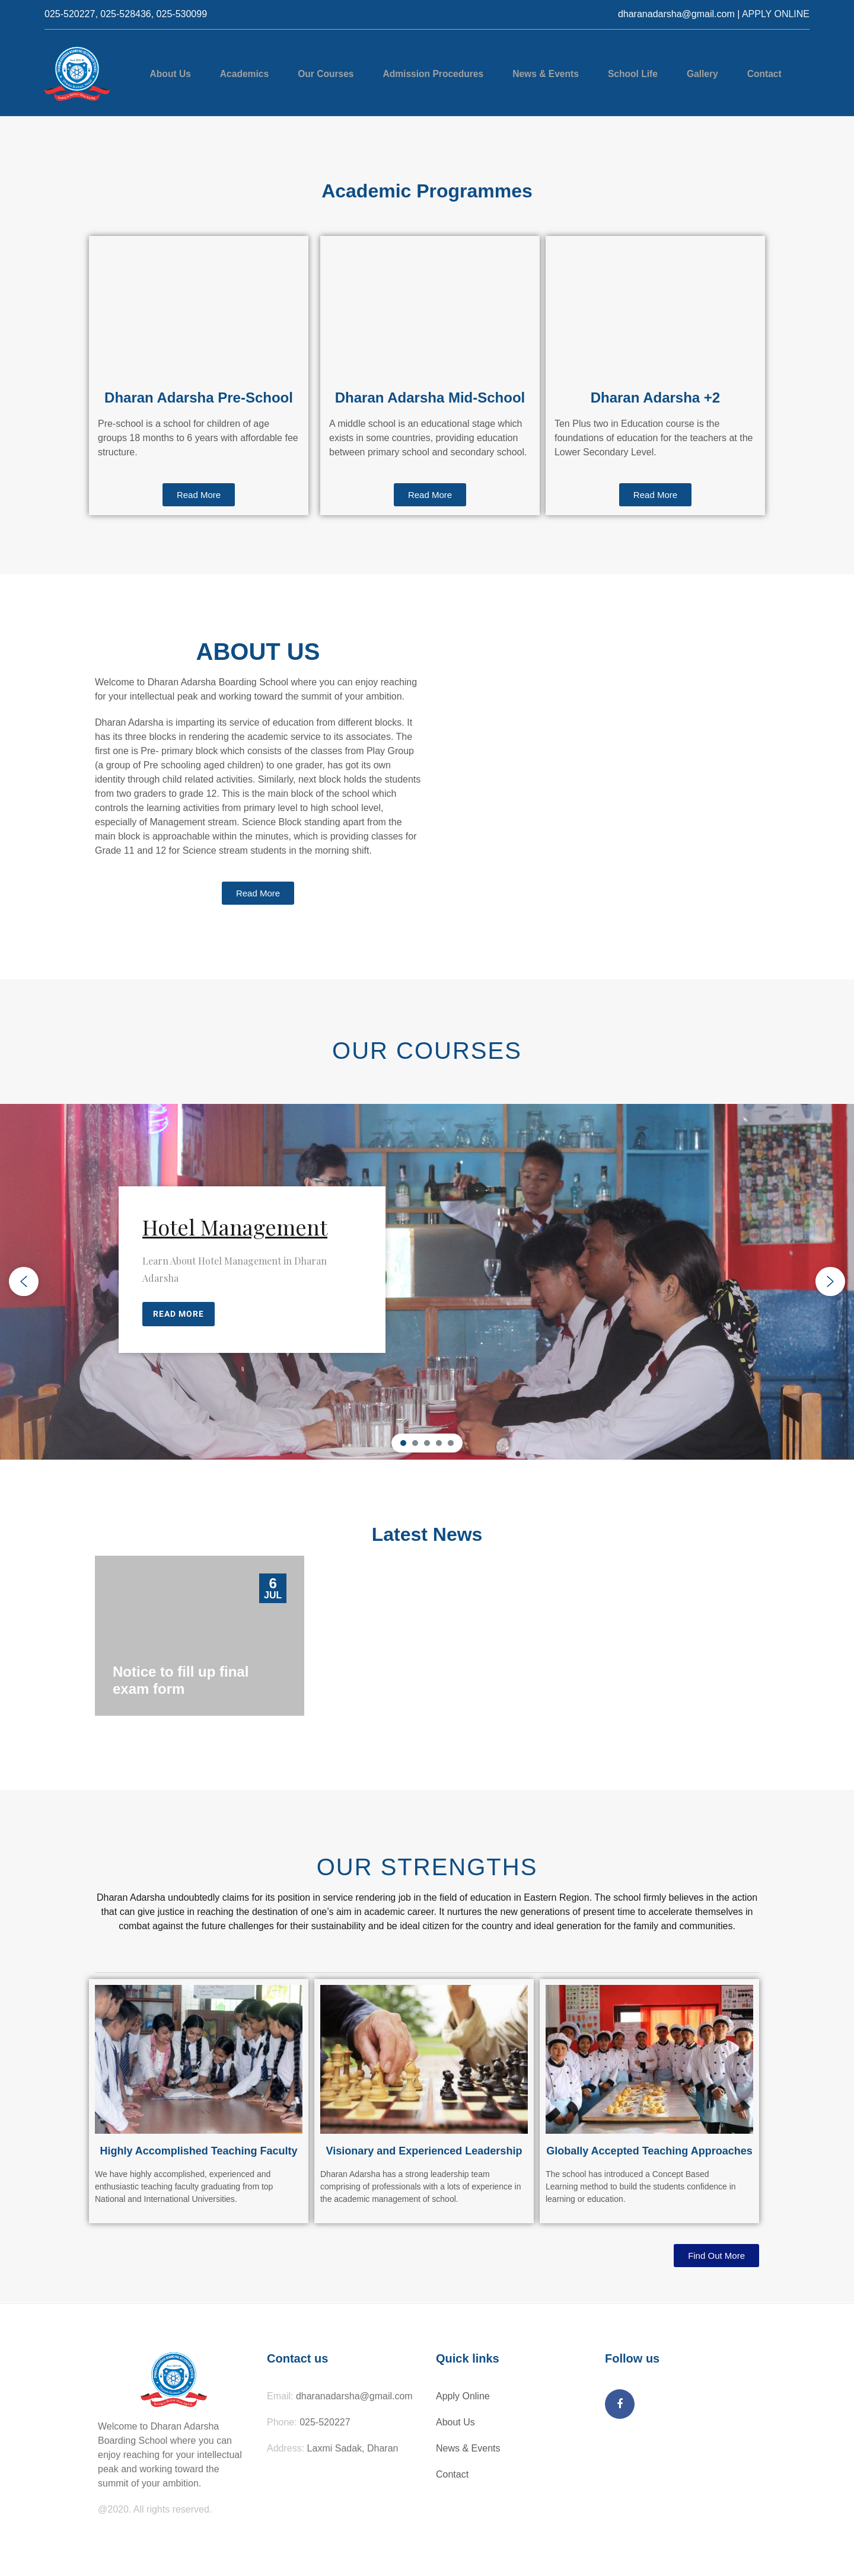 025-520227, 025-528436, 025-530099
dharanadarsha@gmail.com | APPLY ONLINE
About Us
Academics
Our Courses
Admission Procedures
News & Events
School Life
Gallery
Contact
Academic Programmes
Dharan Adarsha Pre-School
Pre-school is a school for children of age
groups 18 months to 6 years with affordable fee
structure.
Read More
Dharan Adarsha Mid-School
A middle school is an educational stage which
exists in some countries, providing education
between primary school and secondary school.
Read More
Dharan Adarsha +2
Ten Plus two in Education course is the
foundations of education for the teachers at the
Lower Secondary Level.
Read More
ABOUT US
Welcome to Dharan Adarsha Boarding School where you can enjoy reaching
for your intellectual peak and working toward the summit of your ambition.
Dharan Adarsha is imparting its service of education from different blocks. It
has its three blocks in rendering the academic service to its associates. The
first one is Pre- primary block which consists of the classes from Play Group
(a group of Pre schooling aged children) to one grader, has got its own
identity through child related activities. Similarly, next block holds the students
from two graders to grade 12. This is the main block of the school which
controls the learning activities from primary level to high school level,
especially of Management stream. Science Block standing apart from the
main block is approachable within the minutes, which is providing classes for
Grade 11 and 12 for Science stream students in the morning shift.
Read More
OUR COURSES
Hotel Management
Learn About Hotel Management in Dharan
Adarsha
READ MORE
Latest News
6
JUL
Notice to fill up final
exam form
OUR STRENGTHS
Dharan Adarsha undoubtedly claims for its position in service rendering job in the field of education in Eastern Region. The school firmly believes in the action
that can give justice in reaching the destination of one’s aim in academic career. It nurtures the new generations of present time to accelerate themselves in
combat against the future challenges for their sustainability and be ideal citizen for the country and ideal generation for the family and communities.
Highly Accomplished Teaching Faculty
We have highly accomplished, experienced and
enthusiastic teaching faculty graduating from top
National and International Universities.
Visionary and Experienced Leadership
Dharan Adarsha has a strong leadership team
comprising of professionals with a lots of experience in
the academic management of school.
Globally Accepted Teaching Approaches
The school has introduced a Concept Based
Learning method to build the students confidence in
learning or education.
Find Out More
Welcome to Dharan Adarsha
Boarding School where you can
enjoy reaching for your intellectual
peak and working toward the
summit of your ambition.
@2020. All rights reserved.
Contact us
Email: dharanadarsha@gmail.com
Phone: 025-520227
Address: Laxmi Sadak, Dharan
Quick links
Apply Online
About Us
News & Events
Contact
Follow us